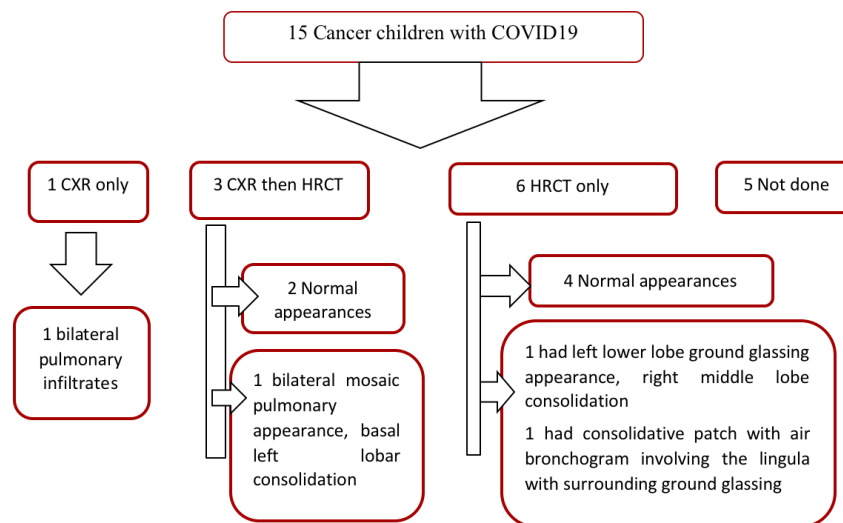 15 Cancer children with COVID19
1 CXR only
3 CXR then HRCT
6 HRCT only
5 Not done
1 bilateral
pulmonary
infiltrates
2 Normal
appearances
1 bilateral mosaic
pulmonary
appearance, basal
left lobar
consolidation
4 Normal appearances
1 had left lower lobe ground glassing
appearance, right middle lobe
consolidation
1 had consolidative patch with air
bronchogram involving the lingula
with surrounding ground glassing